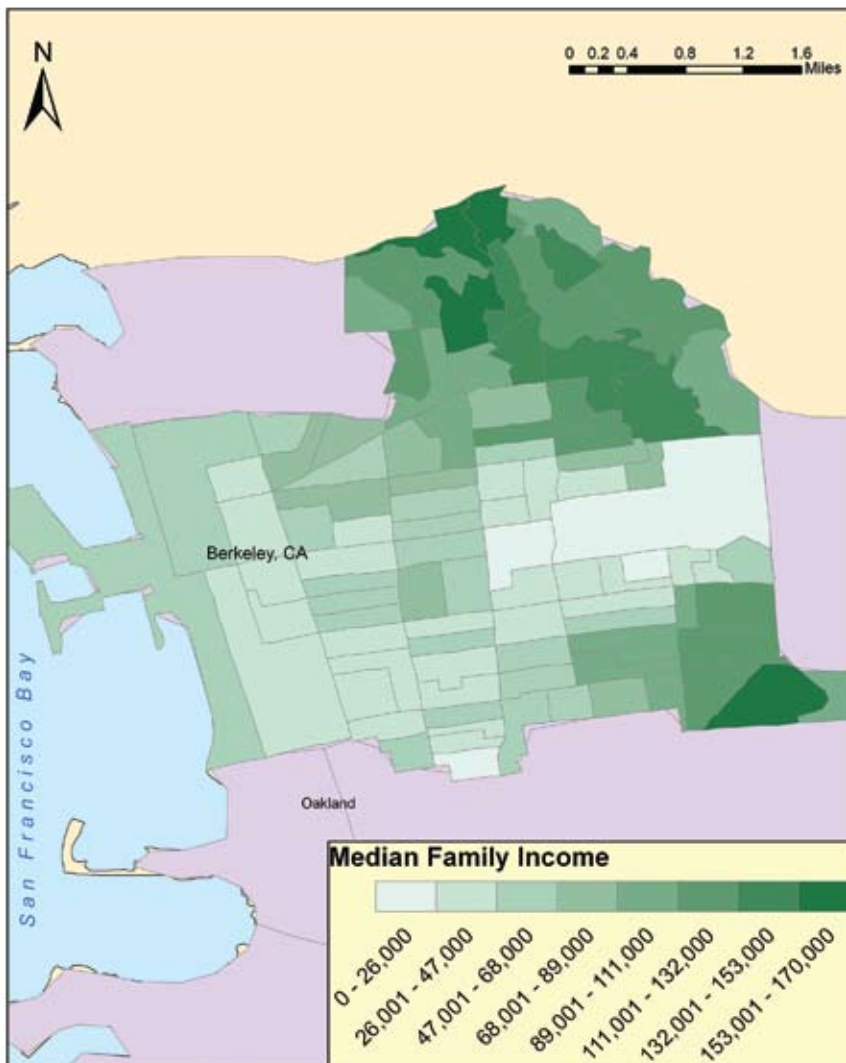 N
0 0.2 0.4 0.8 1.2 1.6
Miles
Berkeley, CA
San Francisco Bay
Oakland
Median Family Income
0 - 26,000
26,001 - 47,000
47,001 - 68,000
68,001 - 89,000
89,001 - 111,000
111,001 - 132,000
132,001 - 153,000
153,001 - 170,000